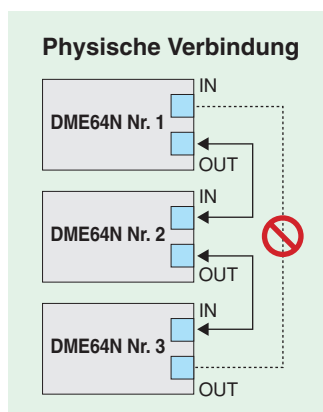 Physische Verbindung
IN
DME64N Nr. 1
OUT
IN
DME64N Nr. 2
OUT
IN
DME64N Nr. 3
OUT